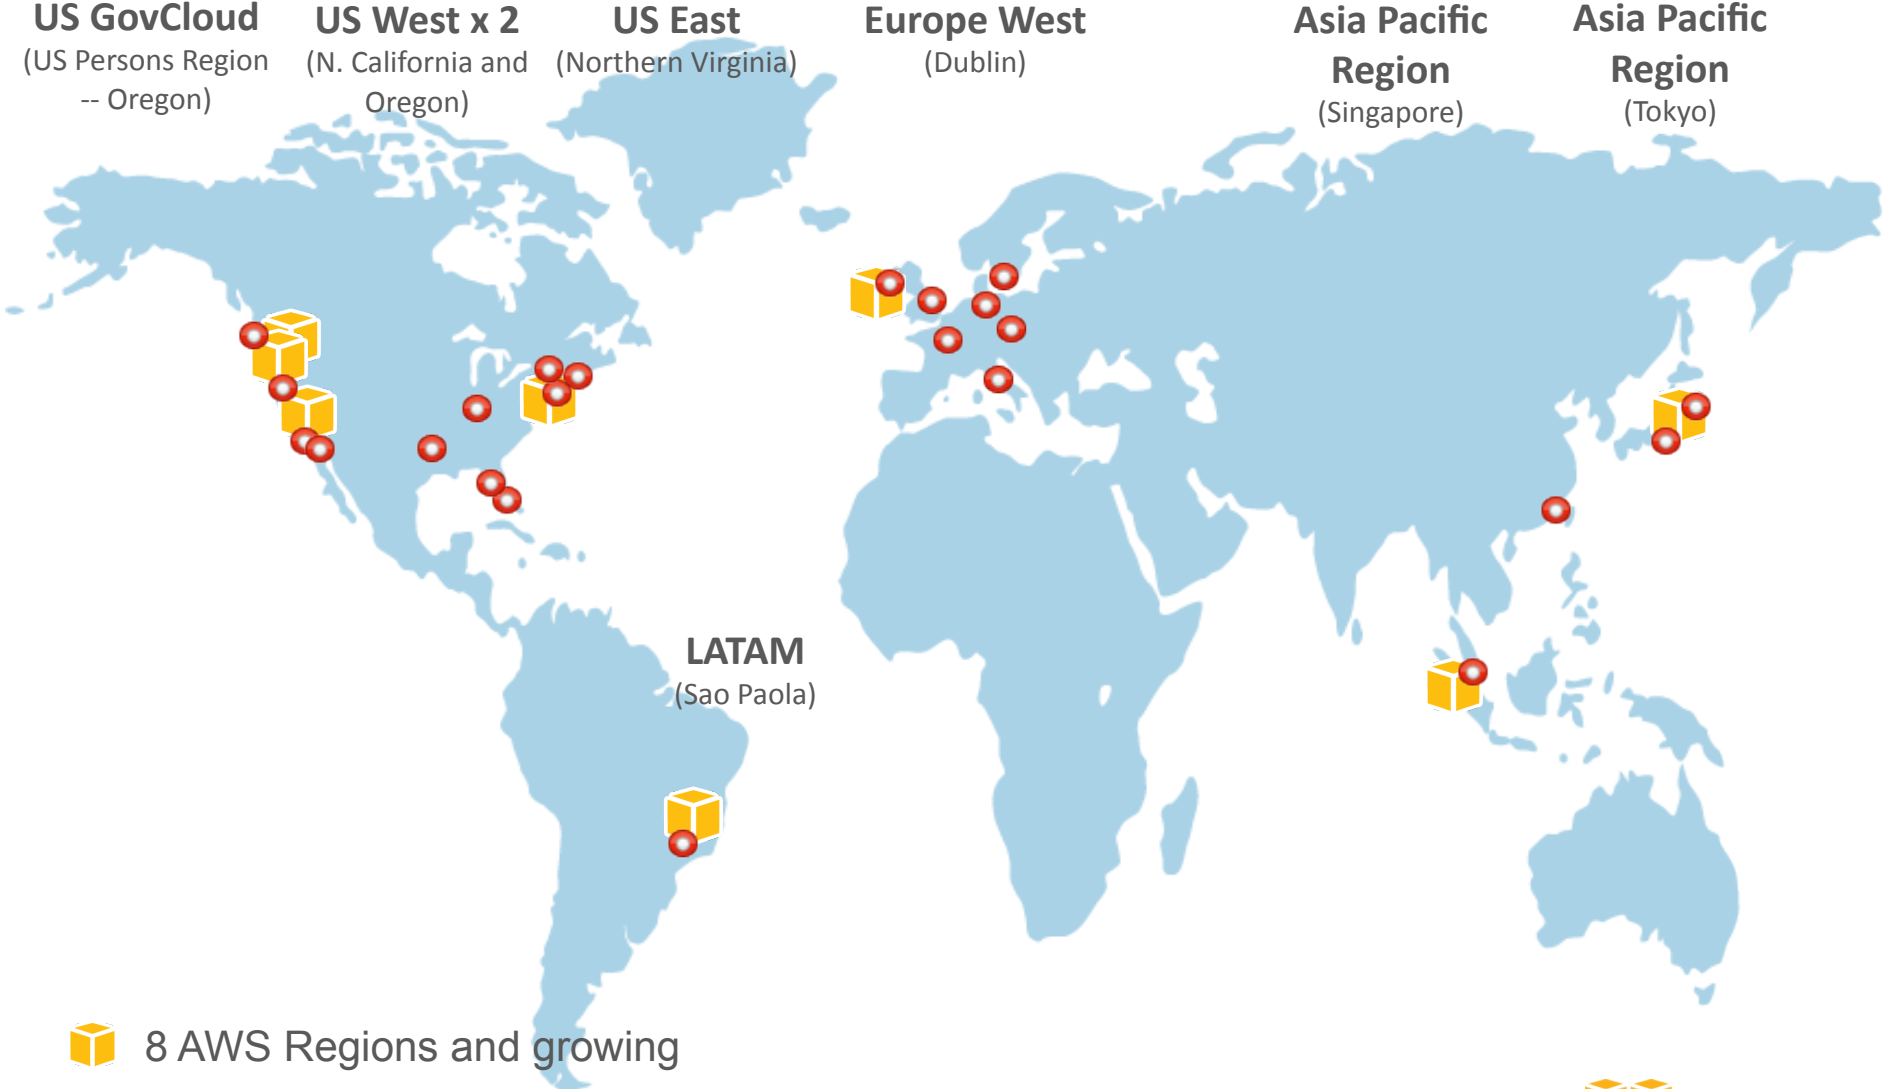 US GovCloud
(US Persons Region
-- Oregon)
US West x 2
(N. California and
Oregon)
US East
(Northern Virginia)
Europe West
(Dublin)
Asia Pacific
Region
(Singapore)
Asia Pacific
Region
(Tokyo)
LATAM
(Sao Paola)
8 AWS Regions and growing